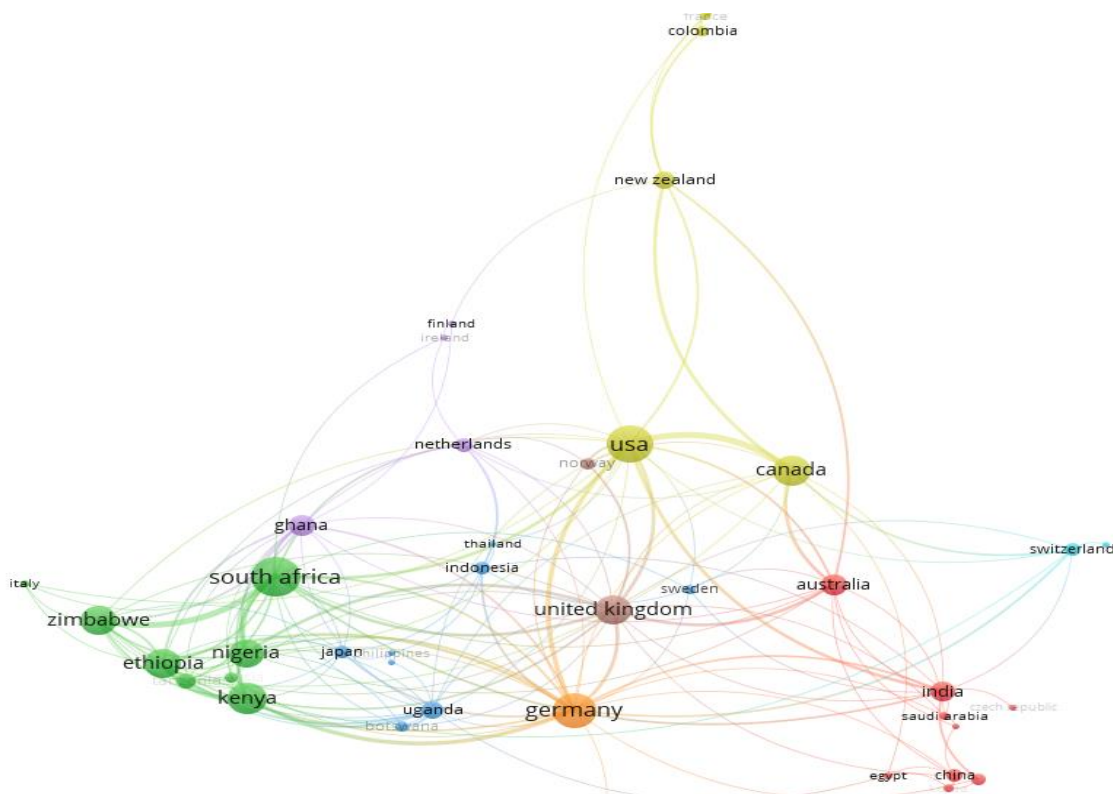 france
colombia
new zealand
finland
ireland
netherlands
usa
norway
canada
ghana
thailand
switzerland
indonesia
south africa
italy
australia
sweden
united kingdom
zimbabwe
nigeria
japan
philippines
ethiopia
kenya
india
uganda
germany
czech republic
saudi arabia
botswana
egypt
china